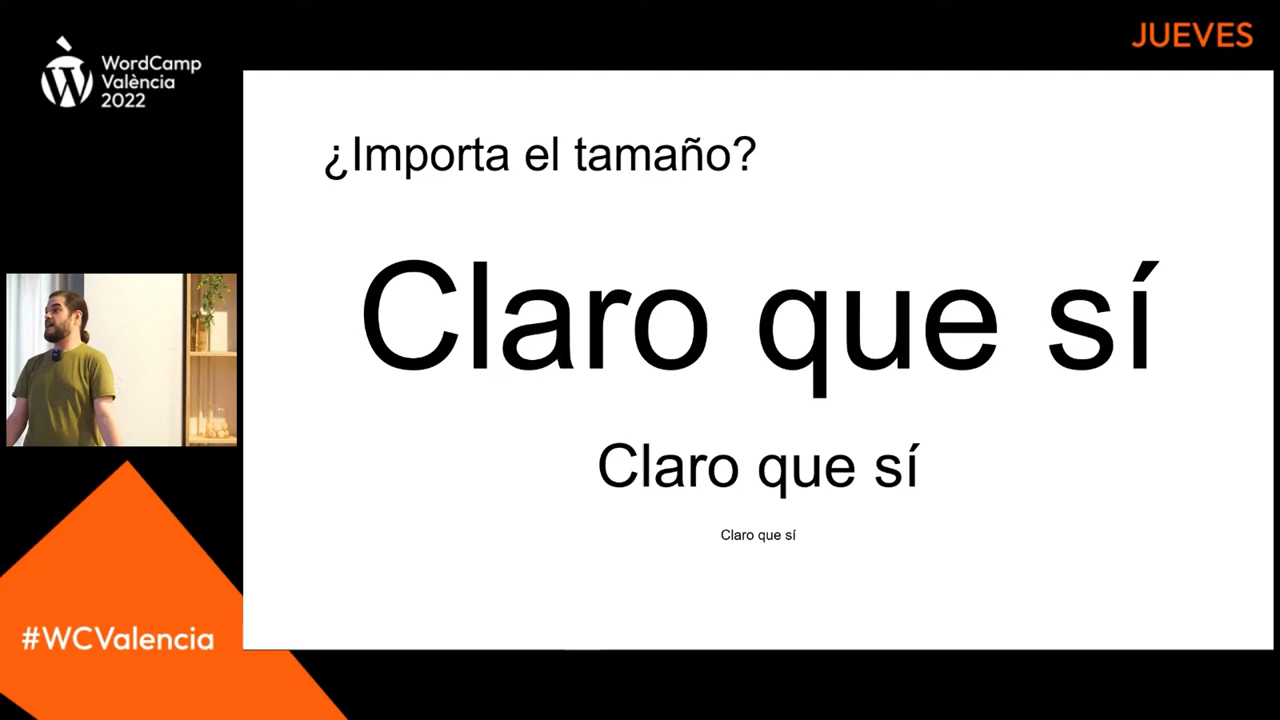 WordCamp
València
2022
JUEVES
¿Importa el tamaño?
Claro que sí
Claro que sí
Claro que sí
#WCValencia